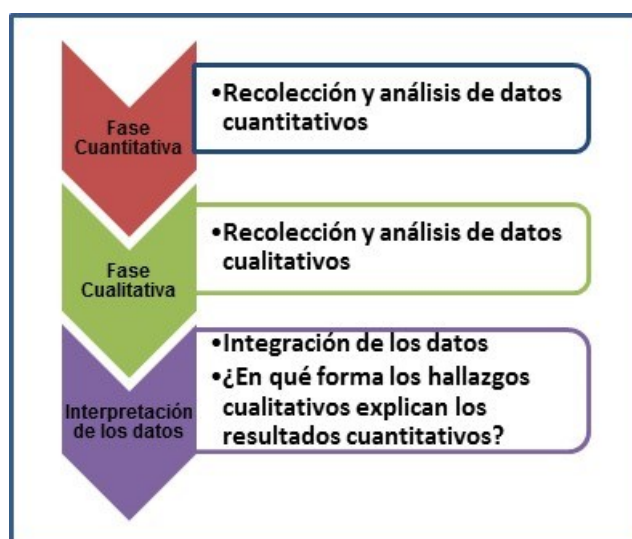 Fase
Cuantitativa
•Recolección y análisis de datos
cuantitativos
Fase
Cualitativa
•Recolección y análisis de datos
cualitativos
Interpretación
de los datos
•Integración de los datos
•¿En qué forma los hallazgos
cualitativos explican los
resultados cuantitativos?